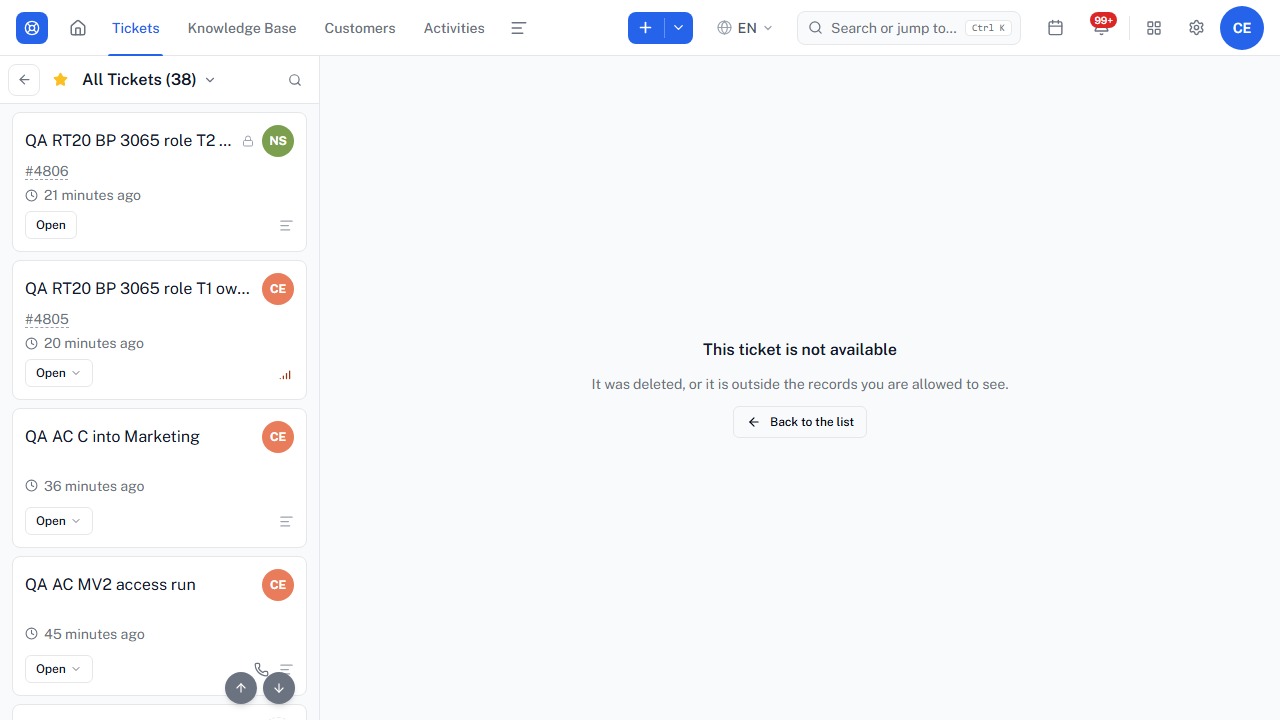 Tickets
Knowledge Base
Customers
Activities
EN
Search or jump to...
Ctrl K
99+
CE
All Tickets (38)
QA RT20 BP 3065 role T2 ...
NS
#4806
21 minutes ago
Open
QA RT20 BP 3065 role T1 ow...
CE
#4805
20 minutes ago
Open
QA AC C into Marketing
CE
36 minutes ago
Open
QA AC MV2 access run
CE
45 minutes ago
Open
This ticket is not available
It was deleted, or it is outside the records you are allowed to see.
Back to the list